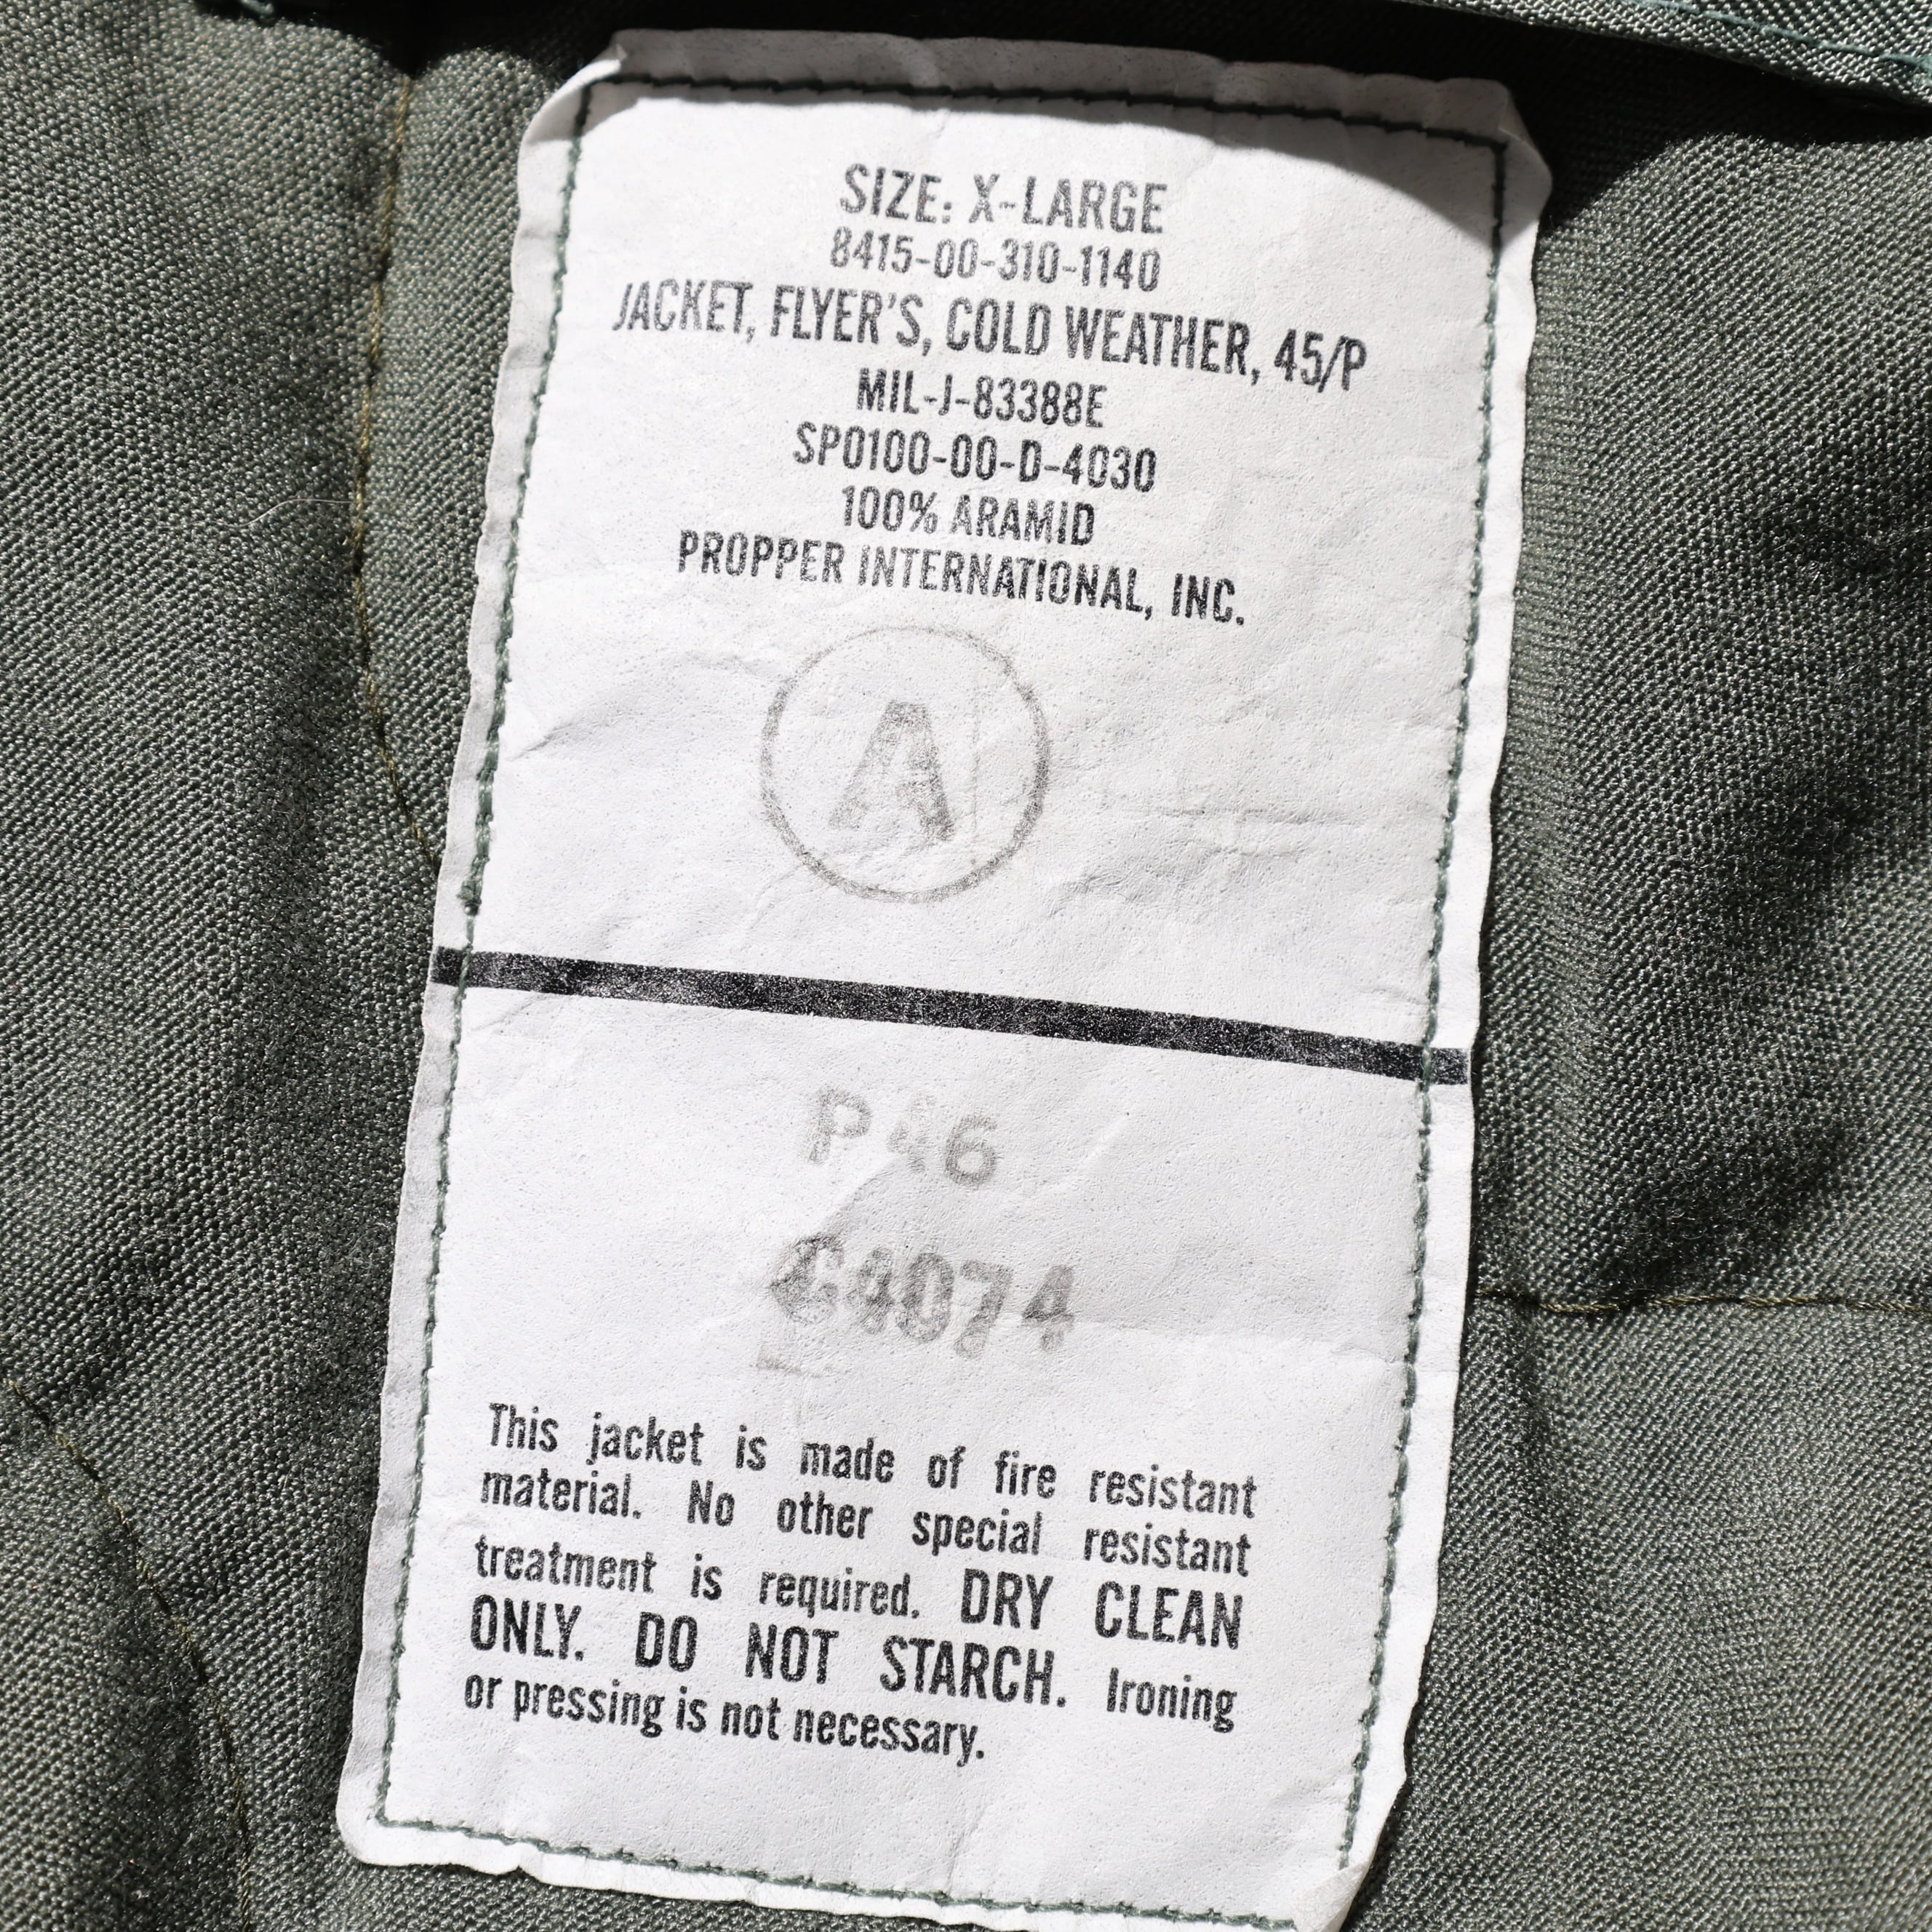 SIZE: X-LARGE
8415-00-310-1140
JACKET, FLYER'S, COLD WEATHER, 45/P
MIL-J-83388E
SP0100-00-D-4030
100% ARAMID
PROPPER INTERNATIONAL, INC.
A
This jacket is made of fire resistant
material. No other special resistant
treatment is required. DRY CLEAN
ONLY. DO NOT STARCH. Ironing
or pressing is not necessary.